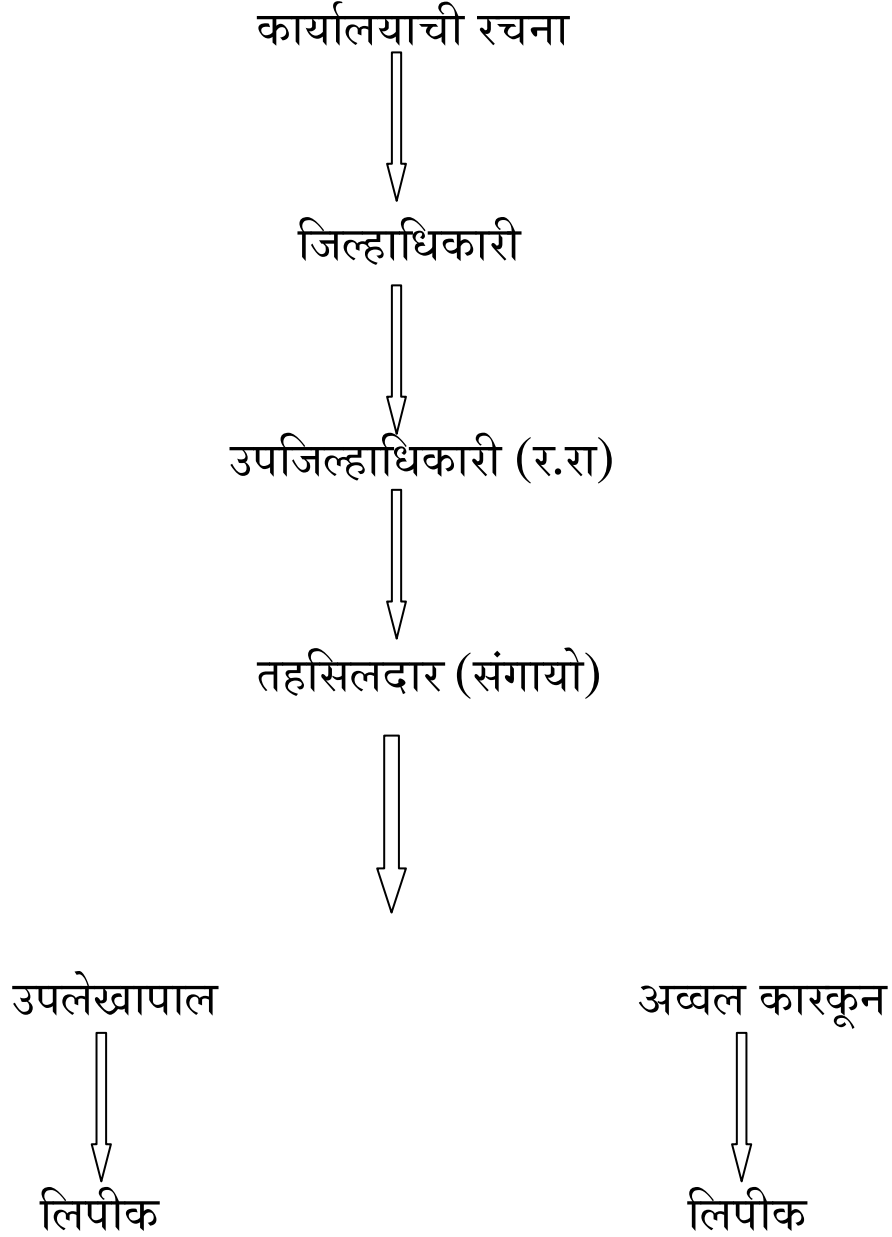 कार्यालयाची रचना
जिल्हाधिकारी
उपजिल्हाधिकारी (र.रा)
तहसिलदार (संगायो)
उपलेखापाल अव्वल कारकून
लिपीक लिपीक